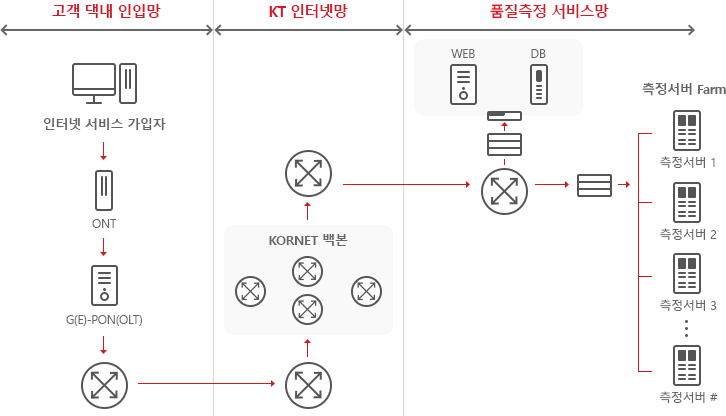 고객 댁내 인입망
KT 인터넷망
품질측정 서비스망
WEB
DB
측정서버 Farm
인터넷 서비스 가입자
측정서버 1
ONT
KORNET 백본
측정서버 2
G(E)-PON(OLT)
측정서버 3
측정서버 #